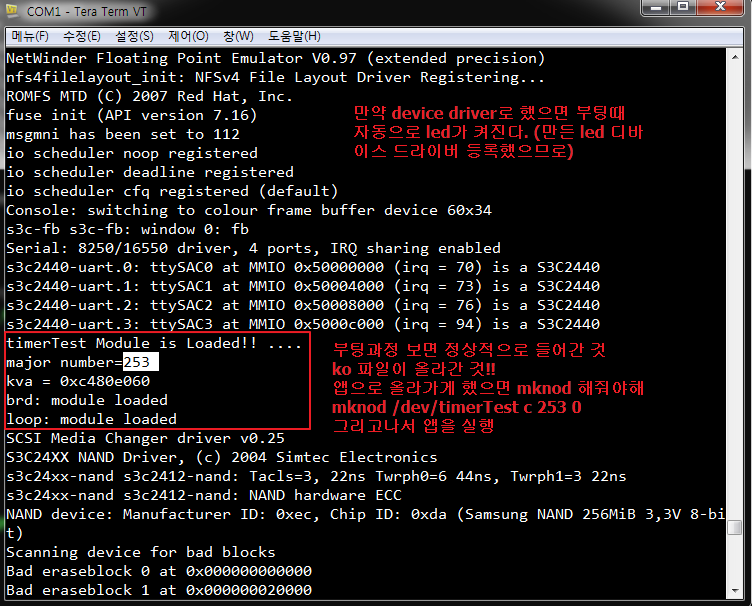 COM1 - Tera Term VT
메뉴(F) 수정(E) 설정(S) 제어(O) 창(W) 도움말(H)
NetWinder Floating Point Emulator V0.97 (extended precision)
nfs4filelayout_init: NFSv4 File Layout Driver Registering...
ROMFS MTD (C) 2007 Red Hat, Inc.
fuse init (API version 7.16)
msgmni has been set to 112
io scheduler noop registered
io scheduler deadline registered
io scheduler cfq registered (default)
만약 device driver로 했으면 부팅때
자동으로 led가 켜진다. (만든 led 디바
이스 드라이버 등록했으므로)
Console: switching to colour frame buffer device 60x34
s3c-fb s3c-fb: window 0: fb
Serial: 8250/16550 driver, 4 ports, IRQ sharing enabled
s3c2440-uart.0: ttySAC0 at MMIO 0x50000000 (irq = 70) is a S3C2440
s3c2440-uart.1: ttySAC1 at MMIO 0x50004000 (irq = 73) is a S3C2440
s3c2440-uart.2: ttySAC2 at MMIO 0x50008000 (irq = 76) is a S3C2440
s3c2440-uart.3: ttySAC3 at MMIO 0x5000c000 (irq = 94) is a S3C2440
timerTest Module is Loaded!! ....
major number=253
kva = 0xc480e060
brd: module loaded
loop: module loaded
부팅과정 보면 정상적으로 들어간 것
ko 파일이 올라간 것!!
앱으로 올라가게 했으면 mknod 해줘야해
mknod /dev/timerTest c 253 0
그리고나서 앱을 실행
SCSI Media Changer driver v0.25
S3C24XX NAND Driver, (c) 2004 Simtec Electronics
s3c24xx-nand s3c2412-nand: Tacls=3, 22ns Twrph0=6 44ns, Twrph1=3 22ns
s3c24xx-nand s3c2412-nand: NAND hardware ECC
NAND device: Manufacturer ID: 0xec, Chip ID: 0xda (Samsung NAND 256MiB 3,3V 8-bi
t)
Scanning device for bad blocks
Bad eraseblock 0 at 0x000000000000
Bad eraseblock 1 at 0x000000020000